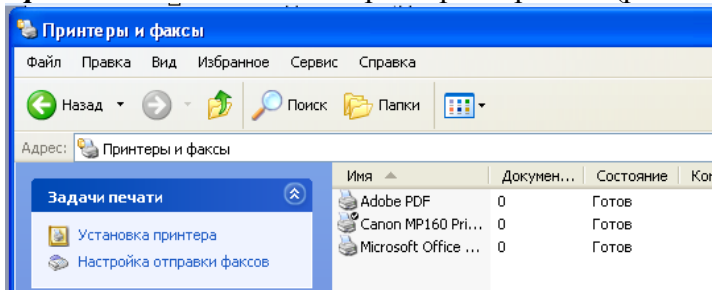 Принтеры и факсы
Файл Правка Вид Избранное Сервис Справка
Назад Поиск Папки
Адрес: Принтеры и факсы
Имя Докумен... Состояние Ко
Задачи печати
Adobe PDF 0 Готов
Canon MP160 Pri... 0 Готов
Установка принтера
Microsoft Office ... 0 Готов
Настройка отправки факсов